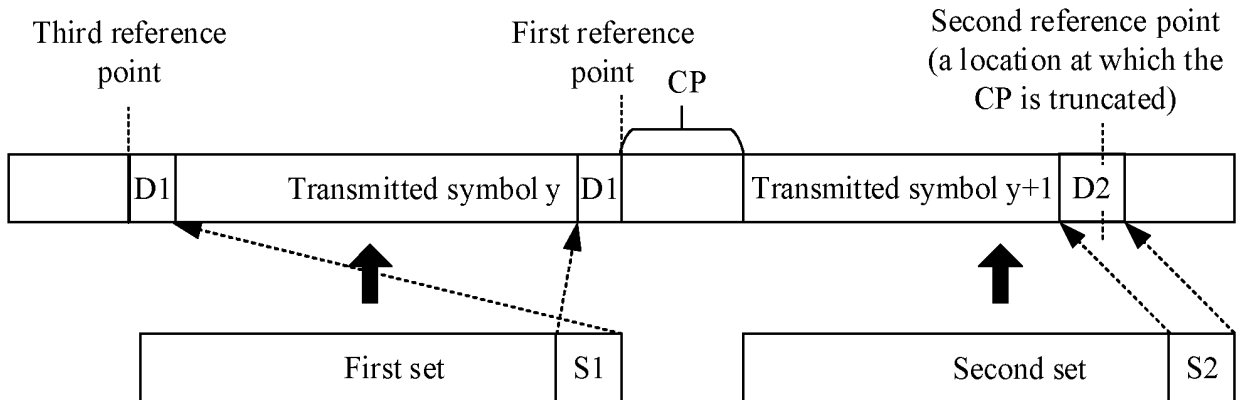 Third reference
point
First reference
point
CP
Second reference point
(a location at which the
CP is truncated)
D1
Transmitted symbol y
D1
Transmitted symbol y+1
D2
First set
S1
Second set
S2